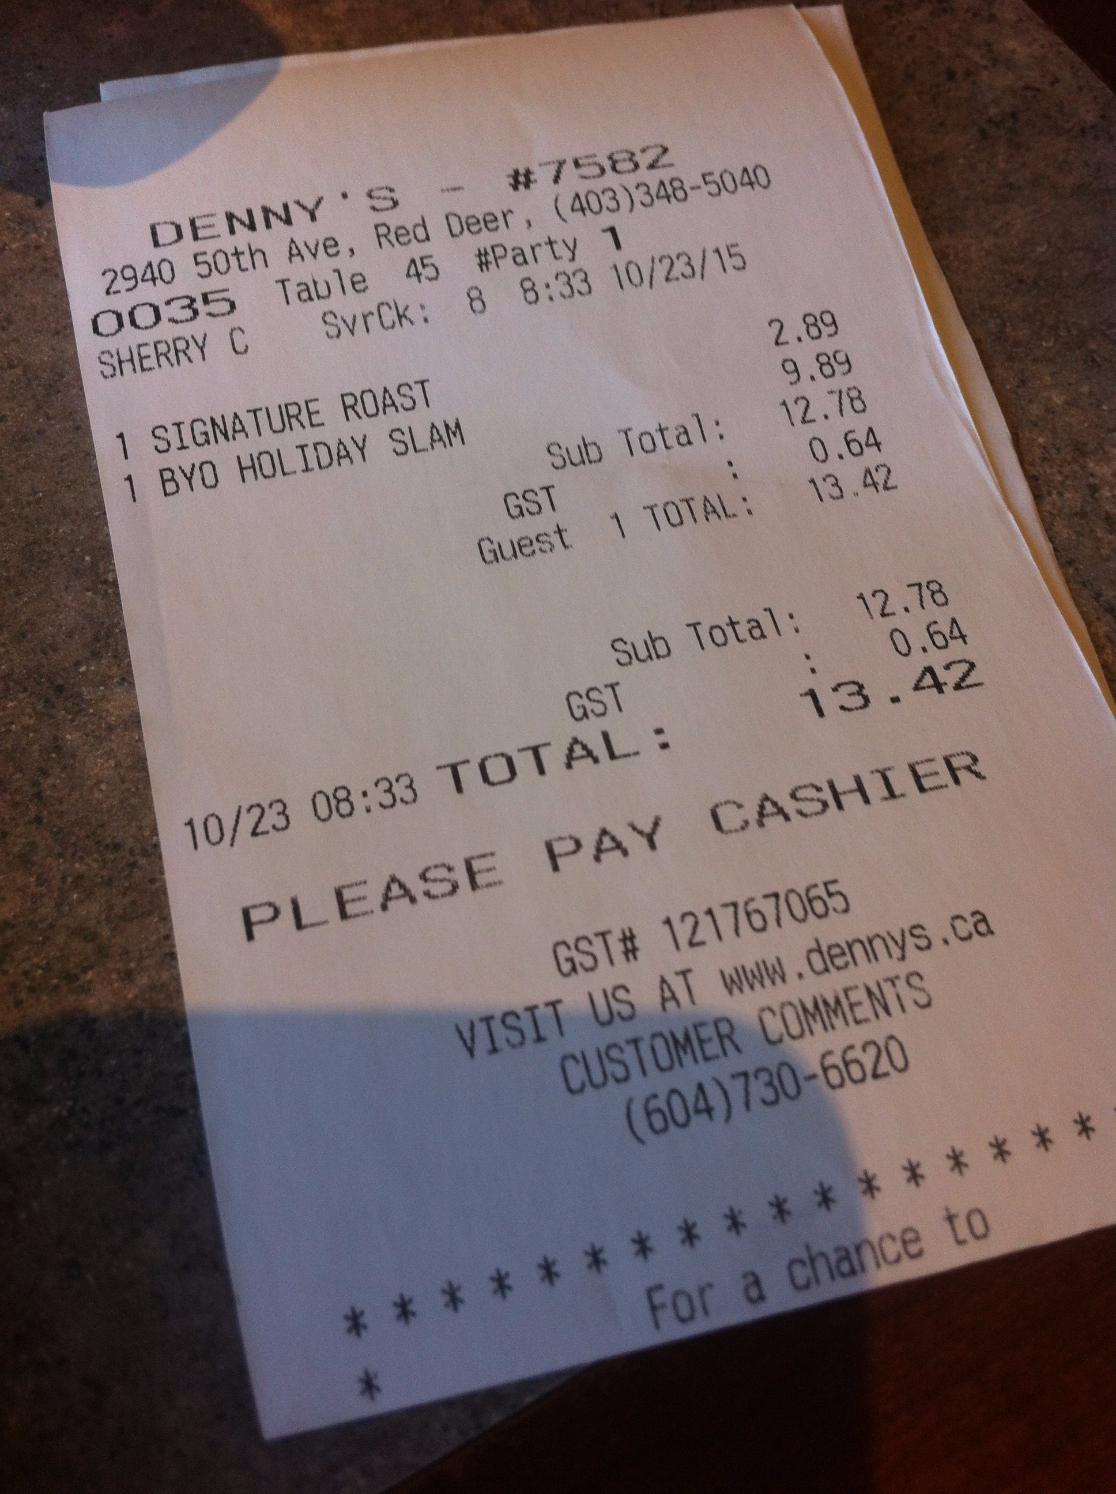 DENNY'S - #7582
2940 50th Ave, Red Deer, (403)348-5040
0035 Table 45 #Party 1
SHERRY C SvrCk: 8 8:33 10/23/15
1 SIGNATURE ROAST 2.89
1 BYO HOLIDAY SLAM 9.89
Sub Total: 12.78
GST : 0.64
Guest 1 TOTAL: 13.42
Sub Total: 12.78
GST : 0.64
10/23 08:33 TOTAL: 13.42
PLEASE PAY CASHIER
GST# 121767065
VISIT US AT www.dennys.ca
CUSTOMER COMMENTS
(604)730-6620
* * * * * * * * * * * * * * * * *
* For a chance to